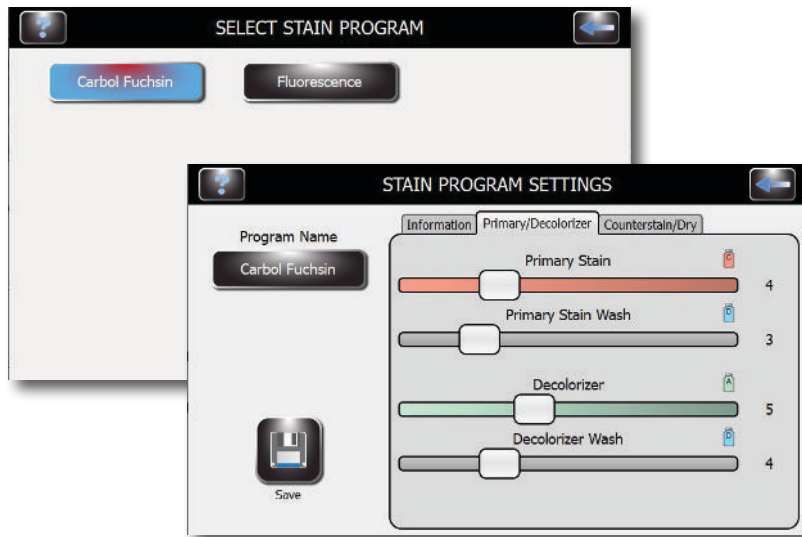 ?
SELECT STAIN PROGRAM
Carbol Fuchsin
Fluorescence
?
STAIN PROGRAM SETTINGS
Program Name
Carbol Fuchsin
Save
Information
Primary/Decolorizer
Counterstain/Dry
Primary Stain
C
4
Primary Stain Wash
D
3
Decolorizer
A
5
Decolorizer Wash
D
4